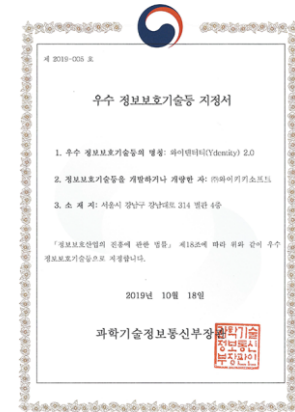 제 2019-005 호
우수 정보보호기술등 지정서
1. 우수 정보보호기술등의 명칭: 와이덴티티(Ydentity) 2.0
2. 정보보호기술등을 개발하거나 개량한 자: ㈜와이키키소프트
3. 소 재 지: 서울시 강남구 강남대로 314 별관 4층
「정보보호산업의 진흥에 관한 법률」 제18조에 따라 위와 같이 우수
정보보호기술등으로 지정합니다.
2019년 10월 18일
과학기술정보통신부장관
과학기술
정보통신
부장관인